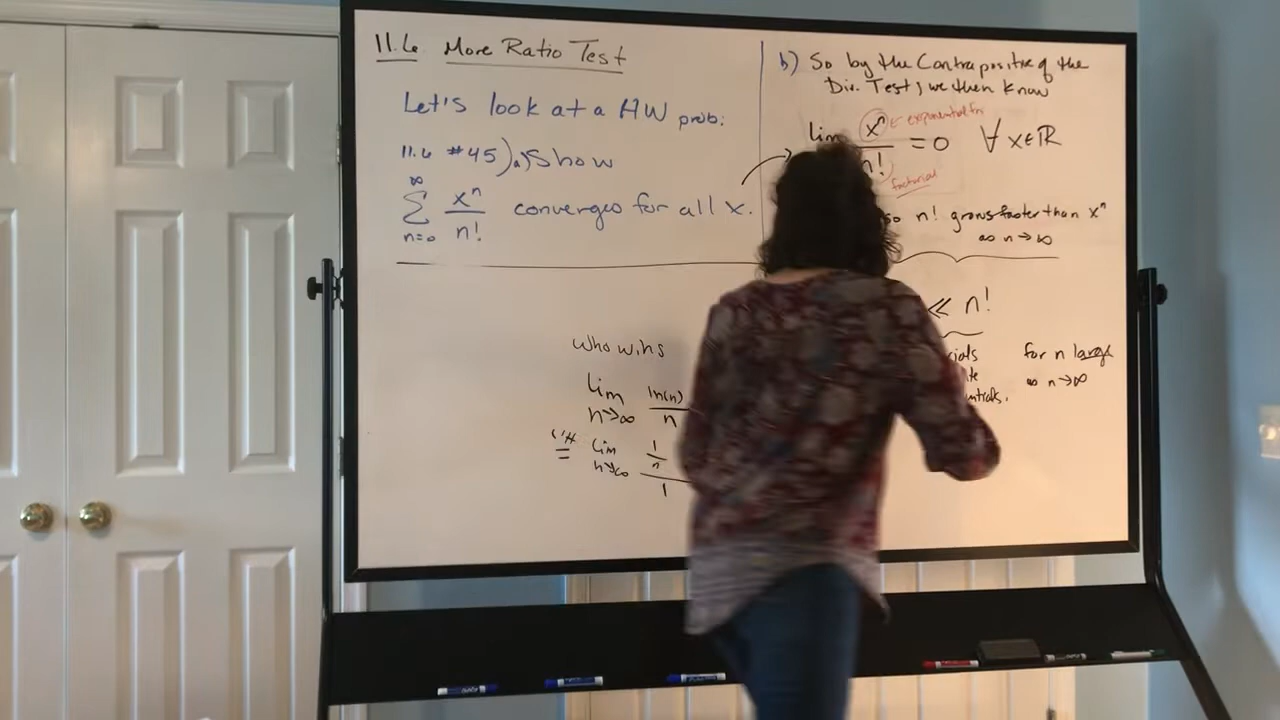 11.6 More Ratio Test
Let's look at a HW prob:
11.6 #45) a) Show
∞
∑ xⁿ/n! converges for all x.
n=0
b) So by the Contrapositive of the
Div. Test, we then know
lim xⁿ/n! = 0 ∀ x∈ℝ
← exponential fn
factorial
so n! grows faster than xⁿ
as n→∞
≪ n!
for n large
as n→∞
who wins
lim ln(n)/n
n→∞
L'H
= lim 1/n / 1
n→∞